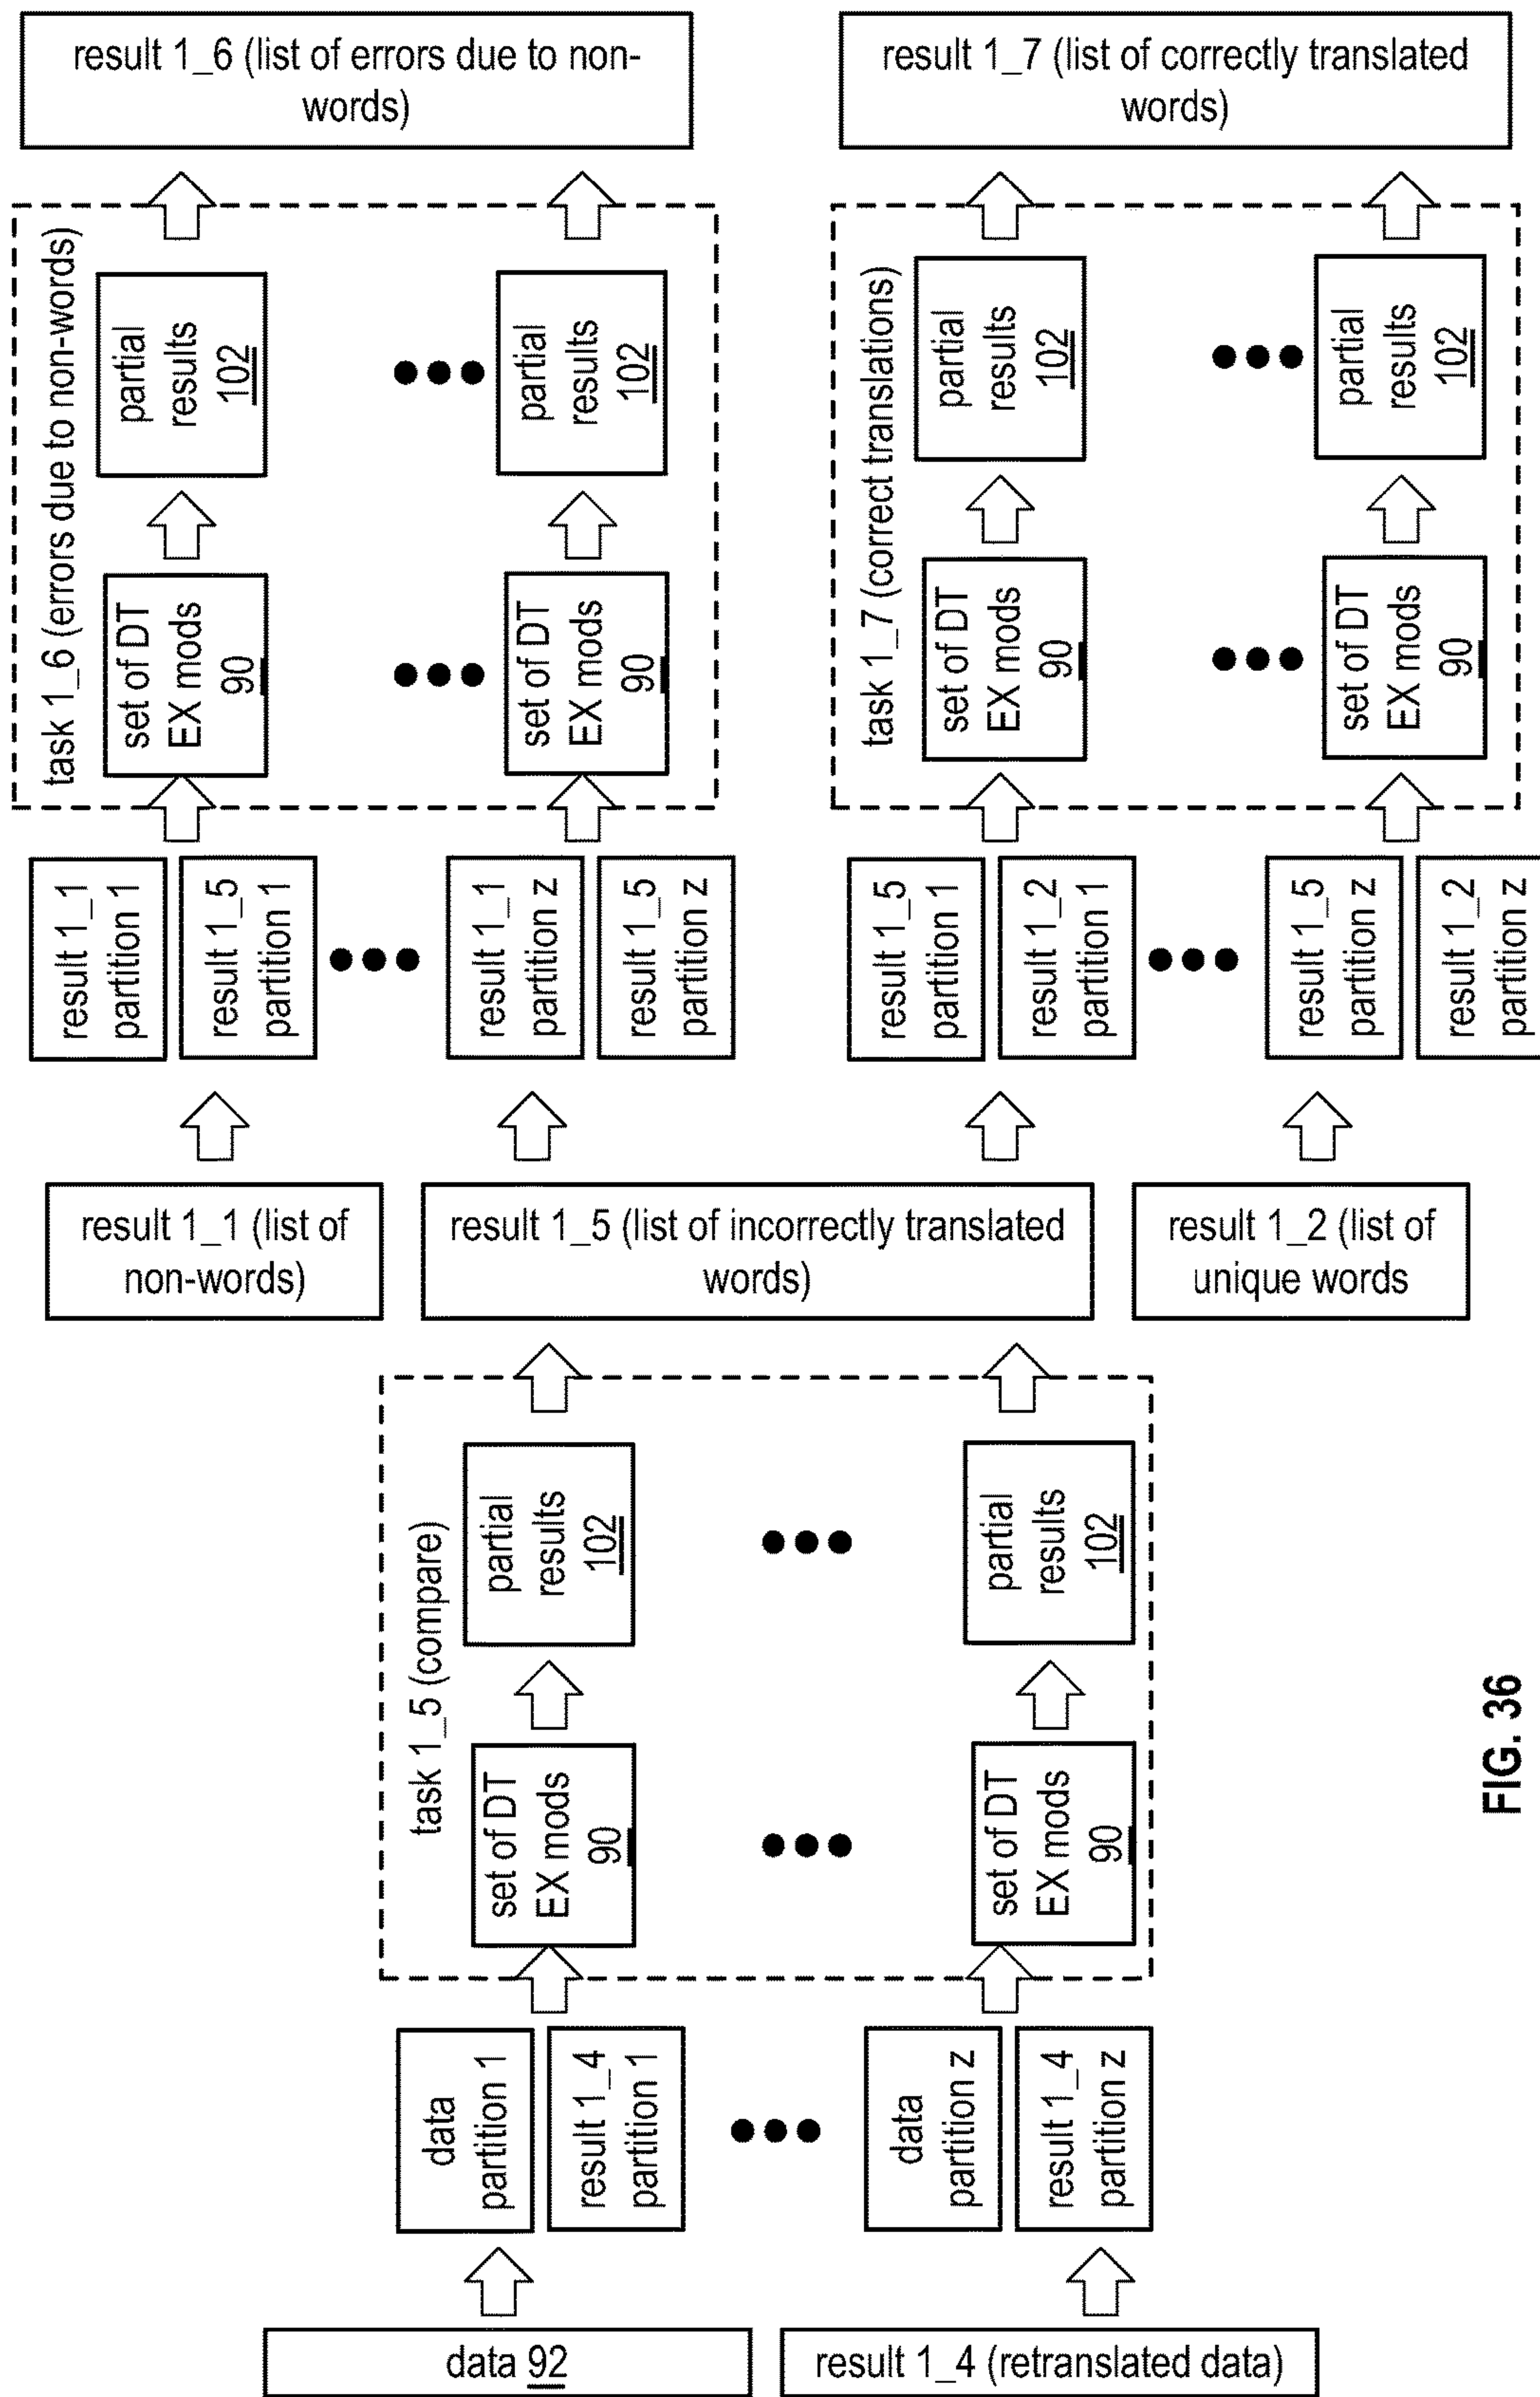 result 1_6 (list of errors due to non-
words)
result 1_7 (list of correctly translated
words)
task 1_6 (errors due to non-words)
partial
results
102
partial
results
102
set of DT
EX mods
90
set of DT
EX mods
90
task 1_7 (correct translations)
partial
results
102
partial
results
102
set of DT
EX mods
90
set of DT
EX mods
90
result 1_1
partition 1
result 1_5
partition 1
result 1_1
partition z
result 1_5
partition z
result 1_5
partition 1
result 1_2
partition 1
result 1_5
partition z
result 1_2
partition z
result 1_1 (list of
non-words)
result 1_5 (list of incorrectly translated
words)
result 1_2 (list of
unique words
task 1_5 (compare)
partial
results
102
partial
results
102
set of DT
EX mods
90
set of DT
EX mods
90
data
partition 1
result 1_4
partition 1
data
partition z
result 1_4
partition z
data 92
result 1_4 (retranslated data)
FIG. 36